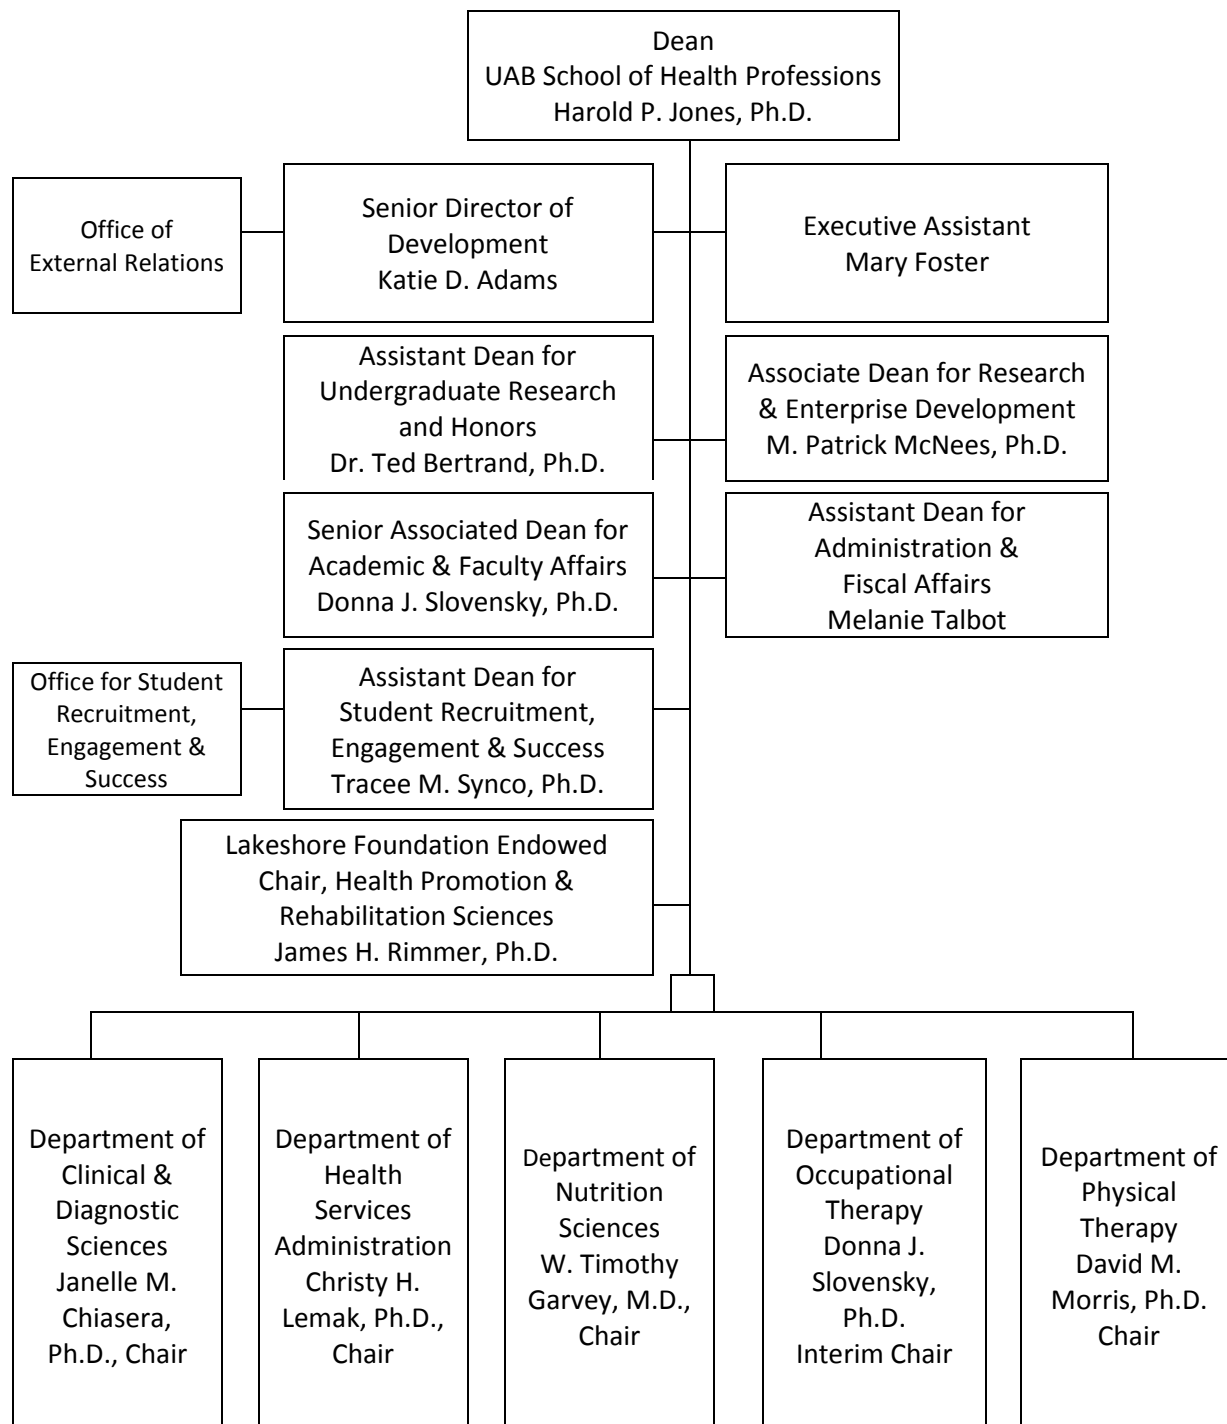 Dean
UAB School of Health Professions
Harold P. Jones, Ph.D.
Office of
External Relations
Senior Director of
Development
Katie D. Adams
Executive Assistant
Mary Foster
Assistant Dean for
Undergraduate Research
and Honors
Dr. Ted Bertrand, Ph.D.
Associate Dean for Research
& Enterprise Development
M. Patrick McNees, Ph.D.
Senior Associated Dean for
Academic & Faculty Affairs
Donna J. Slovensky, Ph.D.
Assistant Dean for
Administration &
Fiscal Affairs
Melanie Talbot
Office for Student
Recruitment,
Engagement &
Success
Assistant Dean for
Student Recruitment,
Engagement & Success
Tracee M. Synco, Ph.D.
Lakeshore Foundation Endowed
Chair, Health Promotion &
Rehabilitation Sciences
James H. Rimmer, Ph.D.
Department of
Clinical &
Diagnostic
Sciences
Janelle M.
Chiasera,
Ph.D., Chair
Department of
Health
Services
Administration
Christy H.
Lemak, Ph.D.,
Chair
Department of
Nutrition
Sciences
W. Timothy
Garvey, M.D.,
Chair
Department of
Occupational
Therapy
Donna J.
Slovensky,
Ph.D.
Interim Chair
Department of
Physical
Therapy
David M.
Morris, Ph.D.
Chair